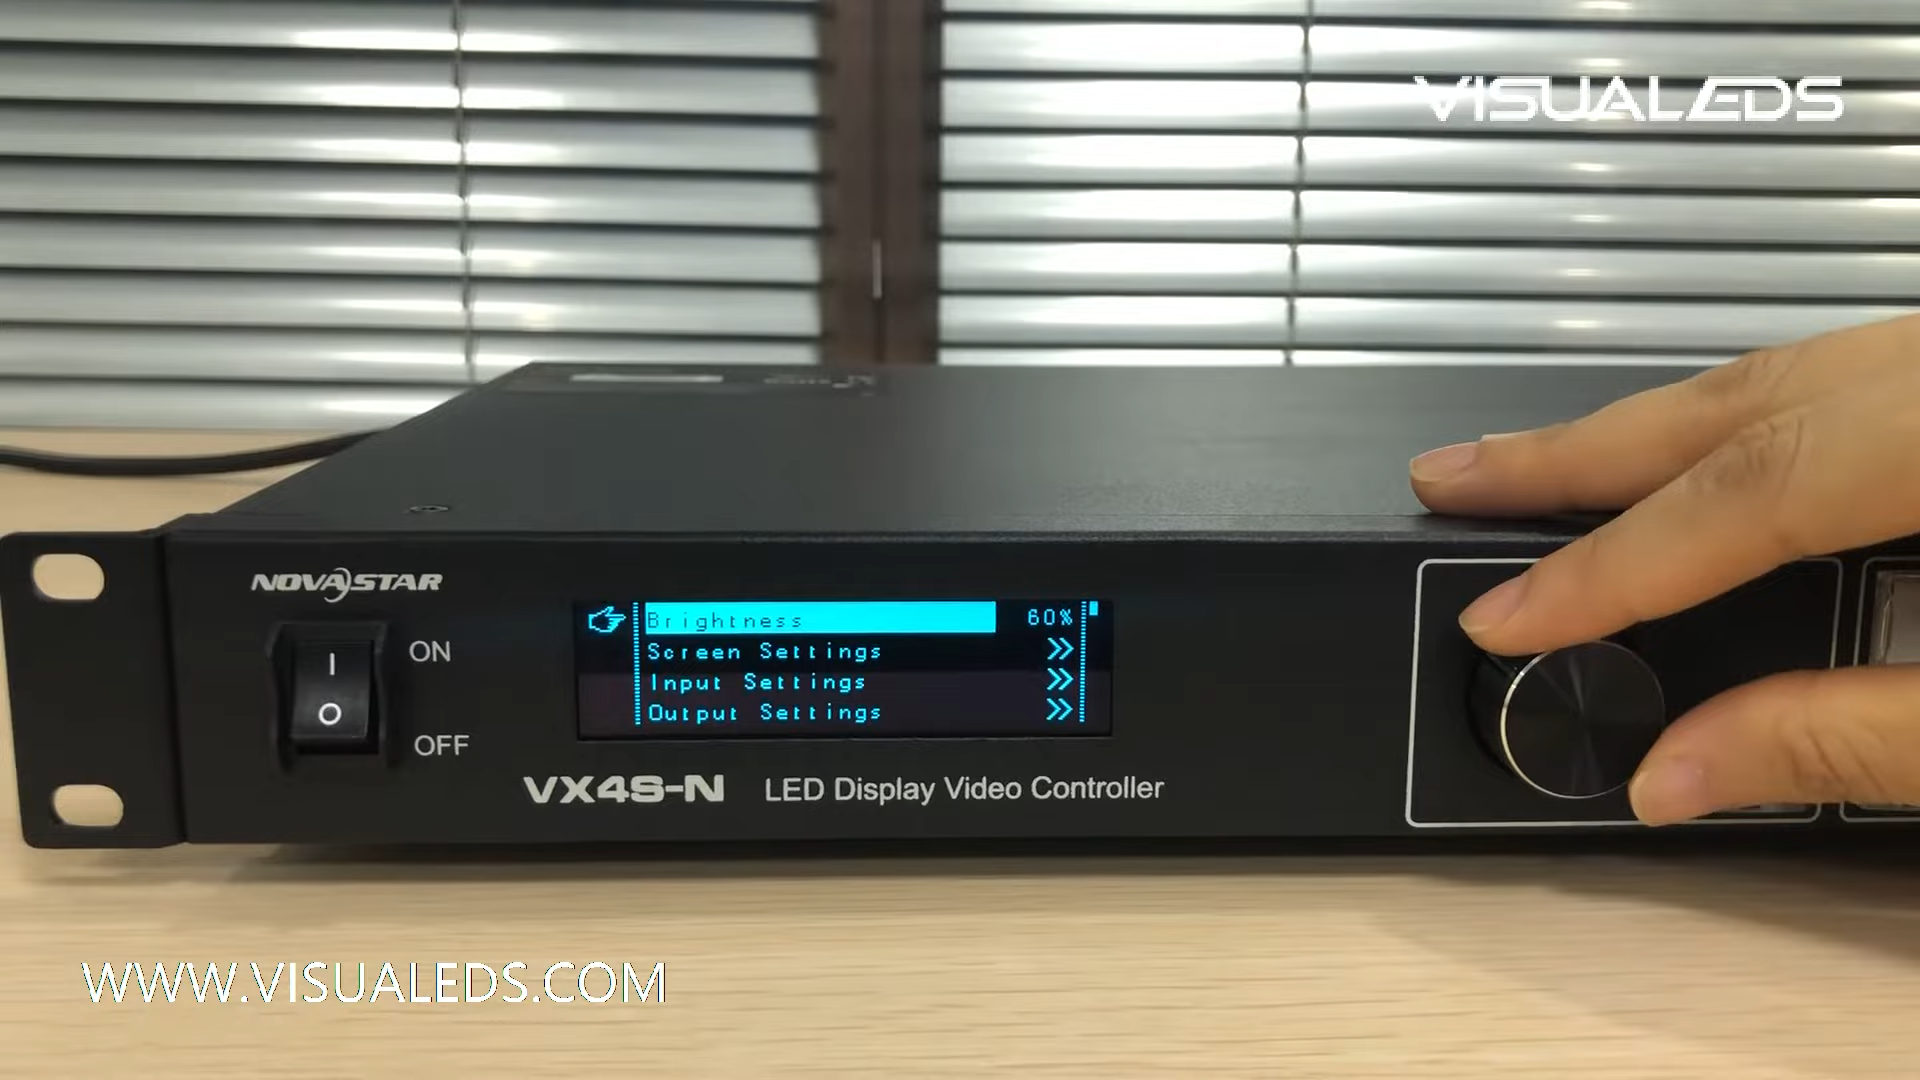 VISUALEDS
NOVASTAR
I
ON
O
OFF
Brightness 60%
Screen Settings >>
Input Settings >>
Output Settings >>
VX4S-N LED Display Video Controller
WWW.VISUALEDS.COM